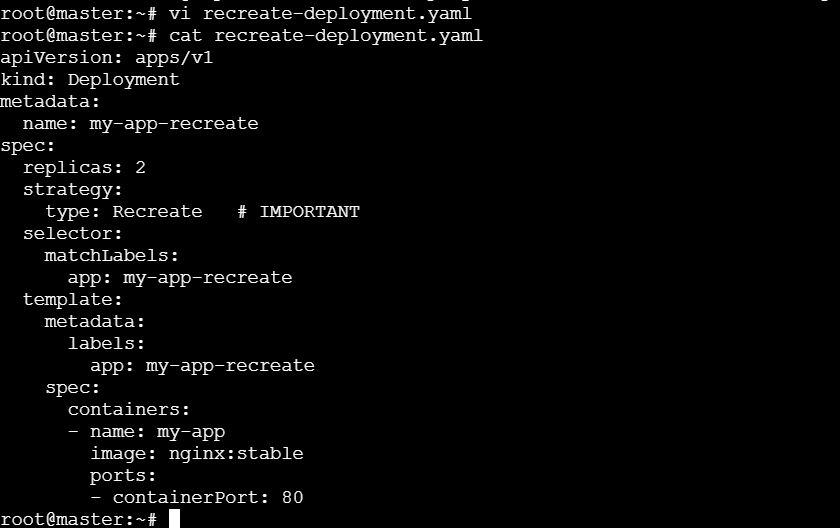 root@master:~# vi recreate-deployment.yaml
root@master:~# cat recreate-deployment.yaml
apiVersion: apps/v1
kind: Deployment
metadata:
  name: my-app-recreate
spec:
  replicas: 2
  strategy:
    type: Recreate   # IMPORTANT
  selector:
    matchLabels:
      app: my-app-recreate
  template:
    metadata:
      labels:
        app: my-app-recreate
    spec:
      containers:
      - name: my-app
        image: nginx:stable
        ports:
        - containerPort: 80
root@master:~#